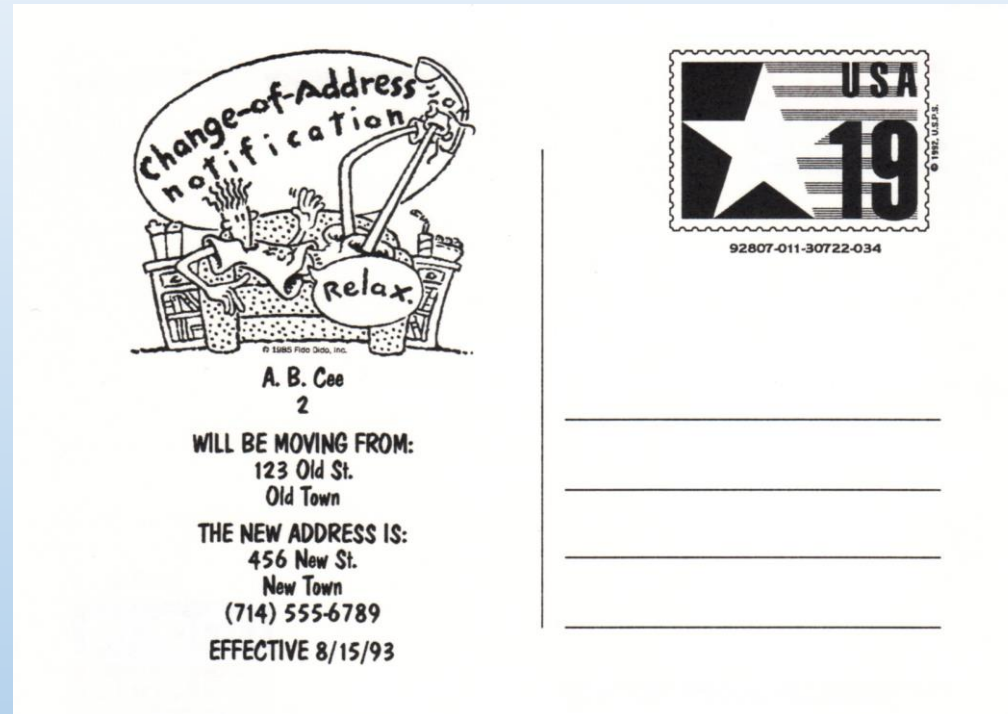 Change-of-Address
notification
Relax.
© 1985 Fido Dido, Inc.
A. B. Cee
2
WILL BE MOVING FROM:
123 Old St.
Old Town
THE NEW ADDRESS IS:
456 New St.
New Town
(714) 555-6789
EFFECTIVE 8/15/93
USA
19
© 1992, U.S.P.S.
92807-011-30722-034